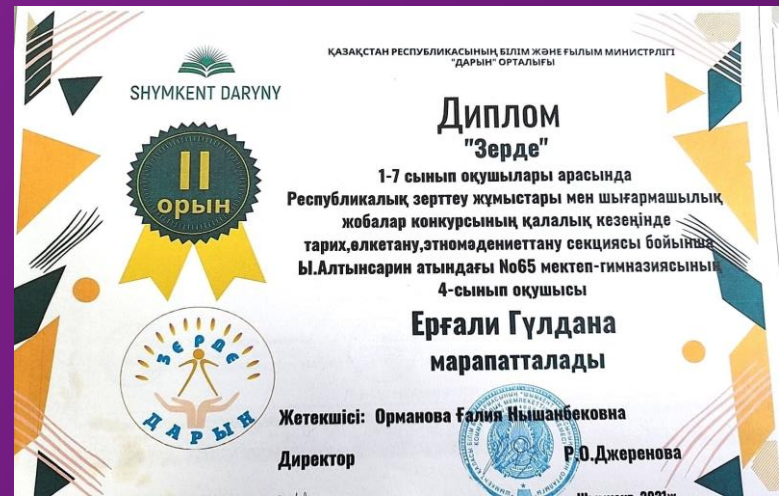 ҚАЗАҚСТАН РЕСПУБЛИКАСЫНЫҢ БІЛІМ ЖӘНЕ ҒЫЛЫМ МИНИСТРЛІГІ
"ДАРЫН" ОРТАЛЫҒЫ
SHYMKENT DARYNY
Диплом
"Зерде"
II
орын
1-7 сынып оқушылары арасында
Республикалық зерттеу жұмыстары мен шығармашылық
жобалар конкурсының қалалық кезеңінде
тарих,өлкетану,этномәдениеттану секциясы бойынша
Ы.Алтынсарин атындағы No65 мектеп-гимназиясының
4-сынып оқушысы
Ерғали Гүлдана
марапатталады
ЗЕРДЕ
ДАРЫН
Жетекшісі: Орманова Ғалия Нышанбековна
Директор Р.О.Джеренова